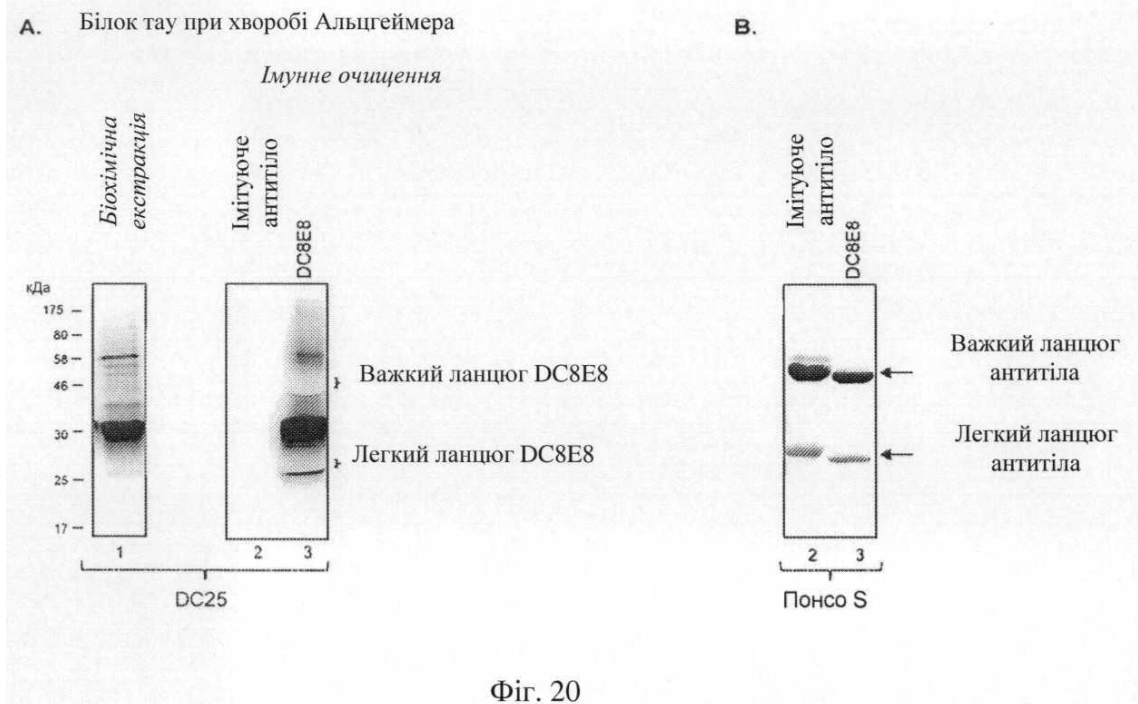 A.
Білок тау при хворобі Альцгеймера
Імунне очищення
Біохімічна
екстракція
Імітуюче
антитіло
DC8E8
кДа
175
80
58
46
30
25
17
Важкий ланцюг DC8E8
Легкий ланцюг DC8E8
1
2
3
DC25
B.
Імітуюче
антитіло
DC8E8
Важкий ланцюг
антитіла
Легкий ланцюг
антитіла
2
3
Понсо S
Фіг. 20